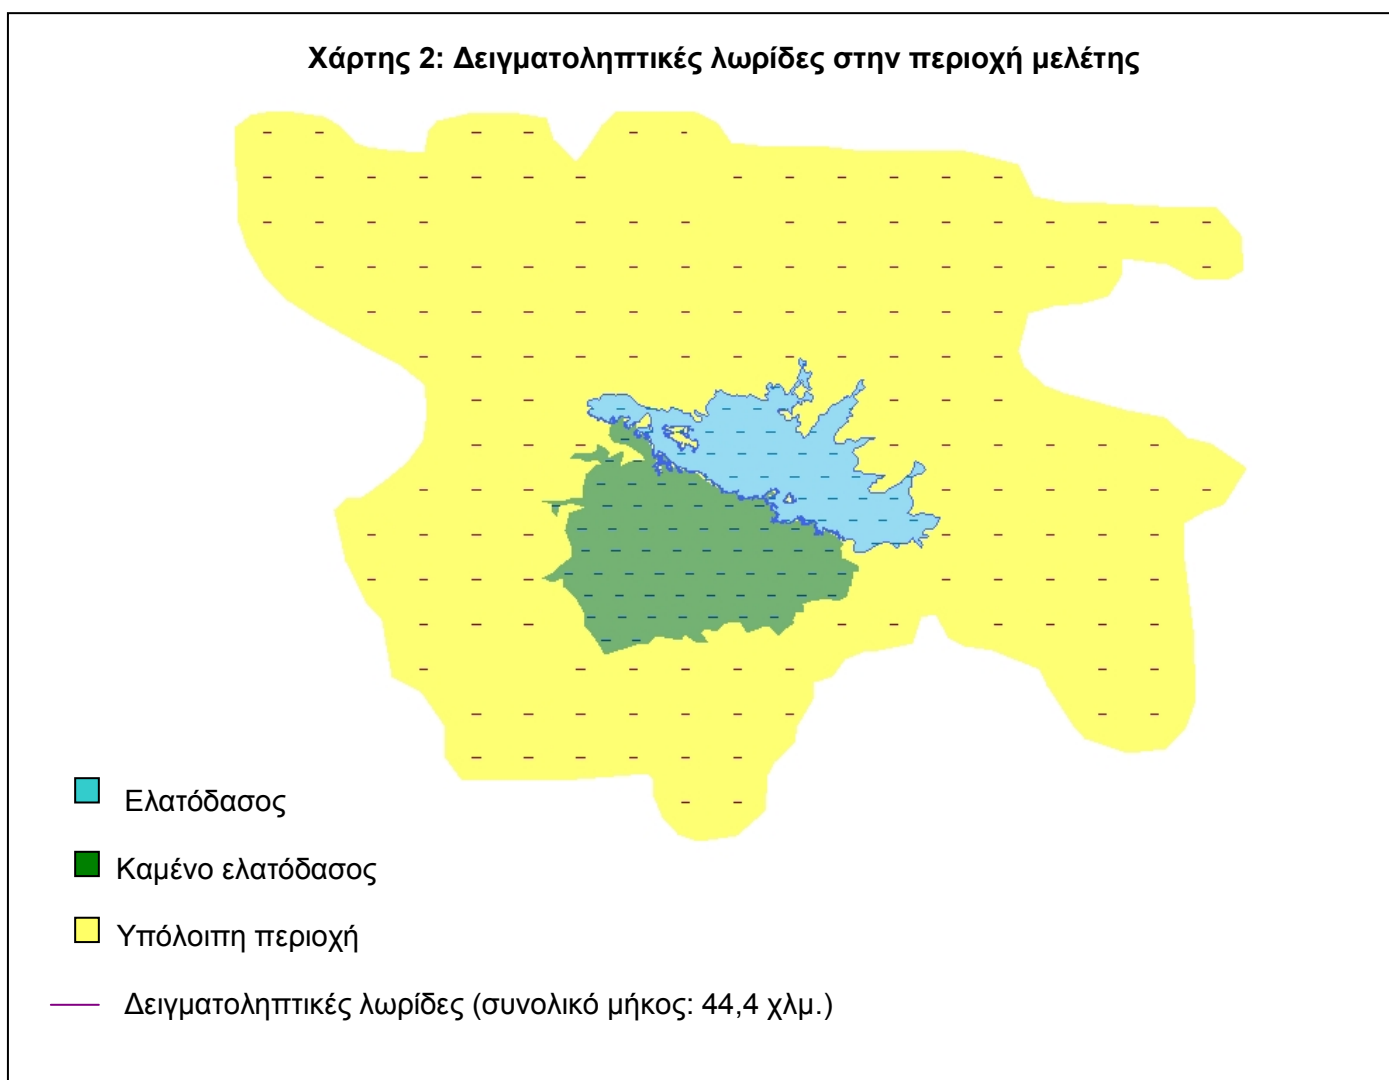 Χάρτης 2: Δειγματοληπτικές λωρίδες στην περιοχή μελέτης
Ελατόδασος
Καμένο ελατόδασος
Υπόλοιπη περιοχή
Δειγματοληπτικές λωρίδες (συνολικό μήκος: 44,4 χλμ.)